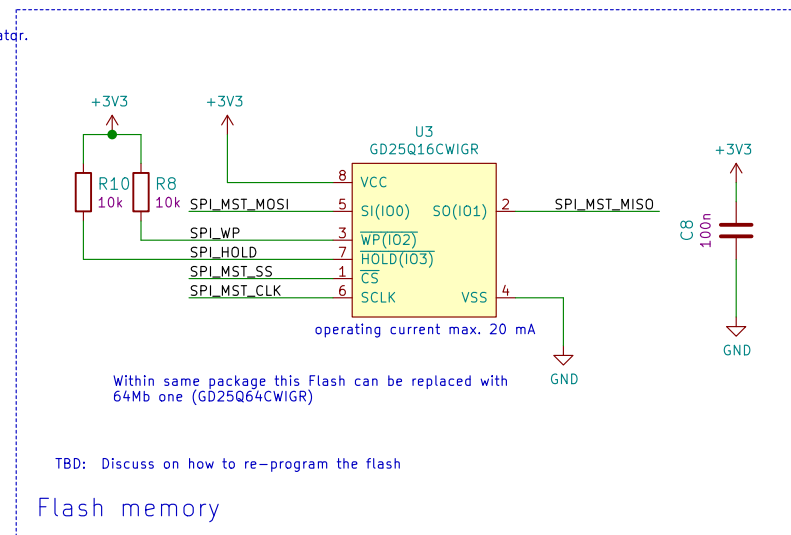 ator.
+3V3
+3V3
U3
GD25Q16CWIGR
+3V3
R10
10k
R8
10k
8
VCC
SPI_MST_MOSI
5
SI(IO0)
SO(IO1)
2
SPI_MST_MISO
C8
100n
SPI_WP
3
WP(IO2)
SPI_HOLD
7
HOLD(IO3)
SPI_MST_SS
1
CS
SPI_MST_CLK
6
SCLK
VSS
4
operating current max. 20 mA
GND
GND
Within same package this Flash can be replaced with
64Mb one (GD25Q64CWIGR)
TBD: Discuss on how to re-program the flash
Flash memory